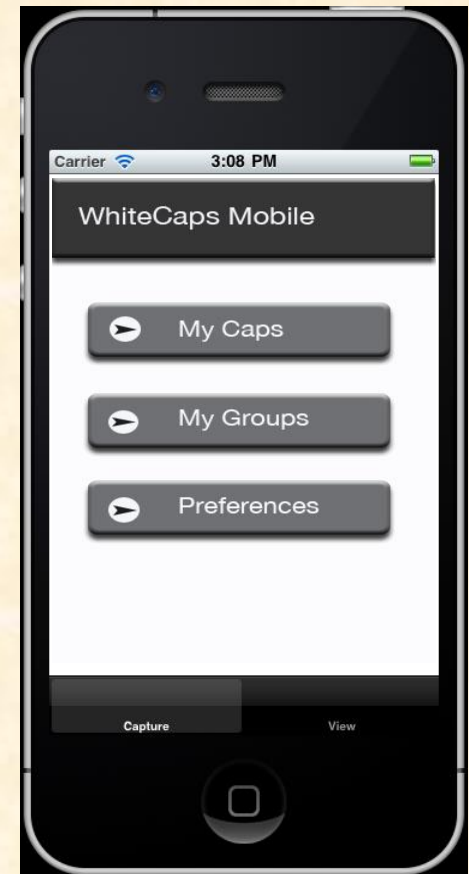 Carrier 3:08 PM
WhiteCaps Mobile
My Caps
My Groups
Preferences
Capture View